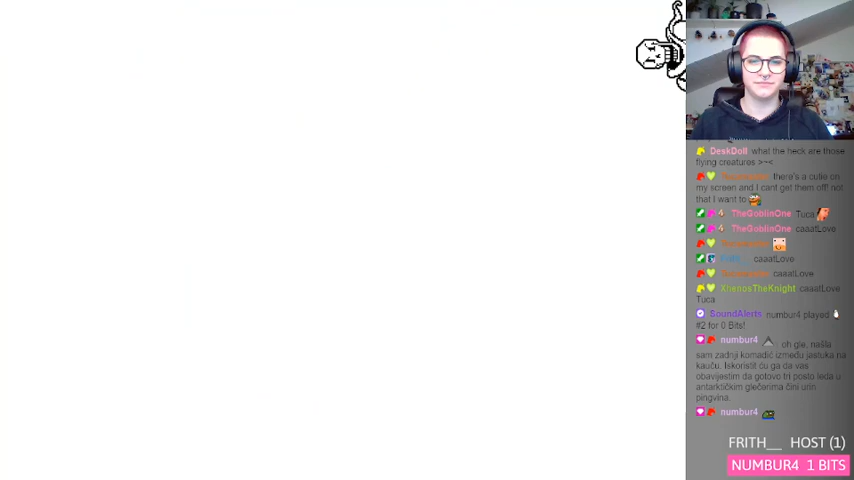 DeskDoll what the heck are those
flying creatures >~<
there's a cutie on
my screen and I cant get them off! not
that I want to
TheGoblinOne Tuca
TheGoblinOne caaatLove
caaatLove
caaatLove
XhenosTheKnight caaatLove
Tuca
SoundAlerts numbur4 played
#2 for 0 Bits!
numbur4 oh gle, našla
sam zadnji komadić između jastuka na
kauču. Iskoristit ću ga da vas
obavijestim da gotovo tri posto leda u
antarktičkim glečerima čini urin
pingvina.
numbur4
FRITH__ HOST (1)
NUMBUR4 1 BITS